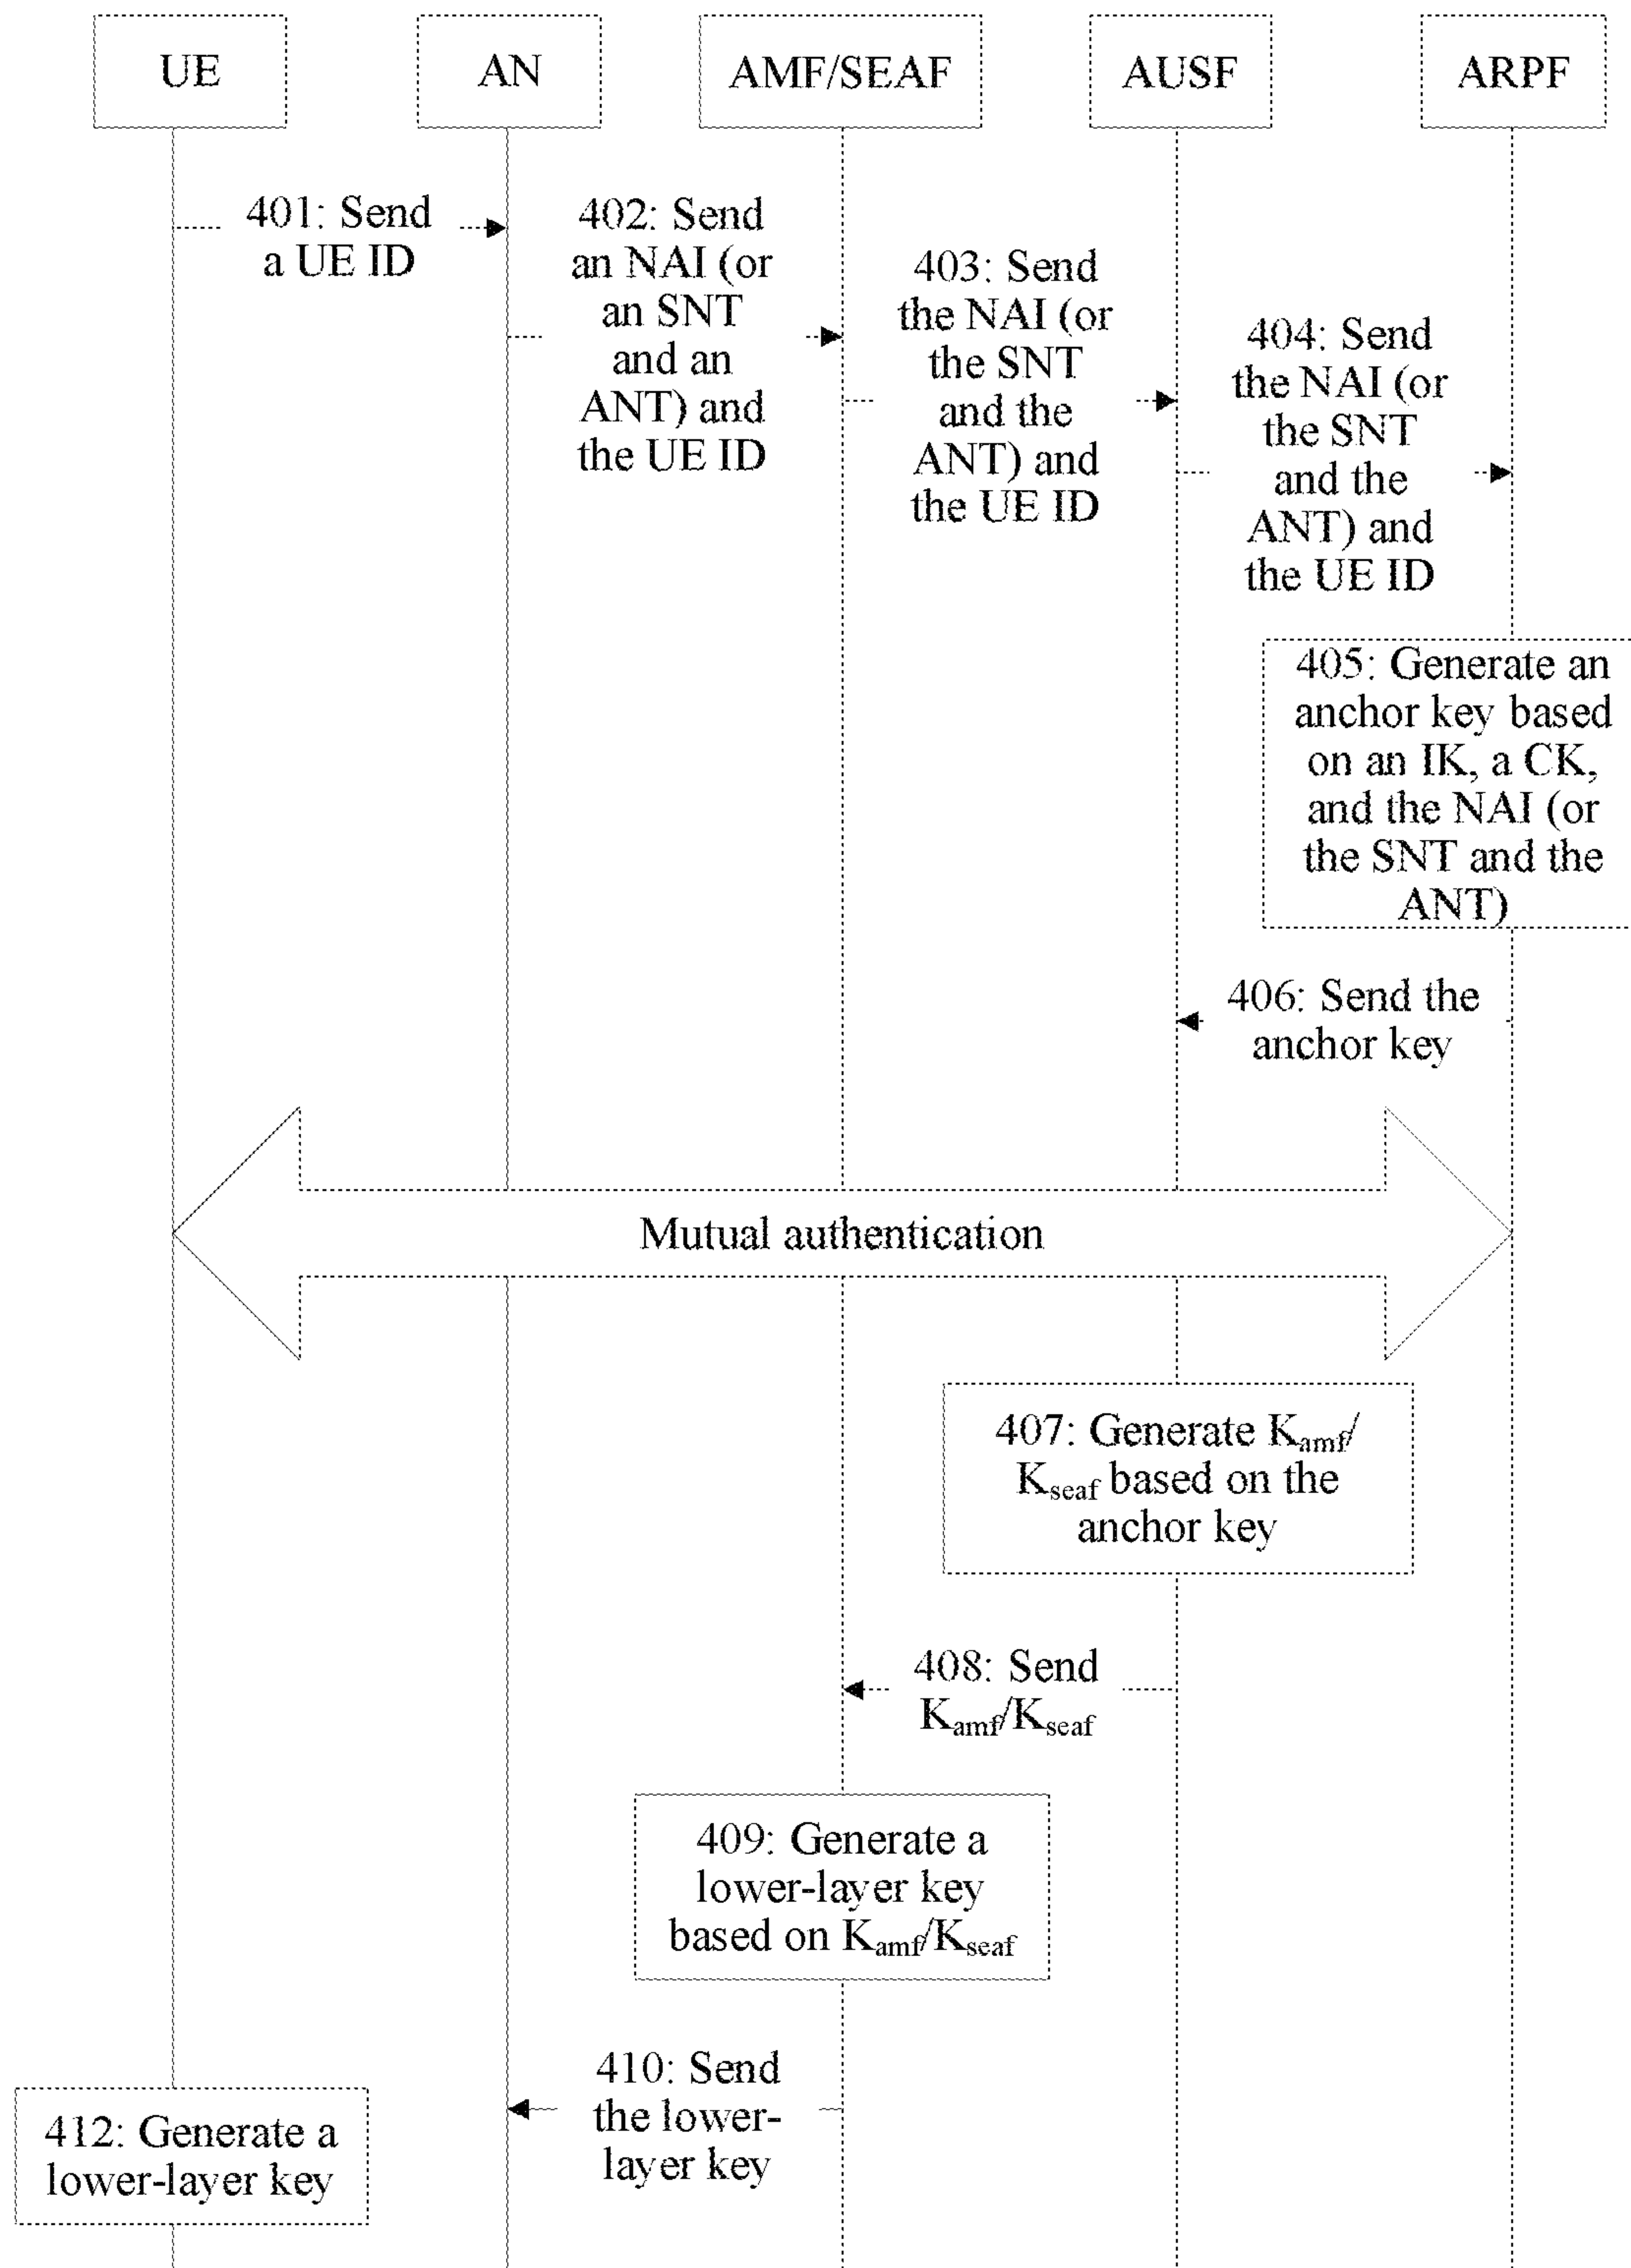 UE
AN
AMF/SEAF
AUSF
ARPF
401: Send
a UE ID
402: Send
an NAI (or
an SNT
and an
ANT) and
the UE ID
403: Send
the NAI (or
the SNT
and the
ANT) and
the UE ID
404: Send
the NAI (or
the SNT
and the
ANT) and
the UE ID
405: Generate an
anchor key based
on an IK, a CK,
and the NAI (or
the SNT and the
ANT)
406: Send the
anchor key
Mutual authentication
407: Generate Kamf/
Kseaf based on the
anchor key
408: Send
Kamf/Kseaf
409: Generate a
lower-layer key
based on Kamf/Kseaf
410: Send
the lower-
layer key
412: Generate a
lower-layer key